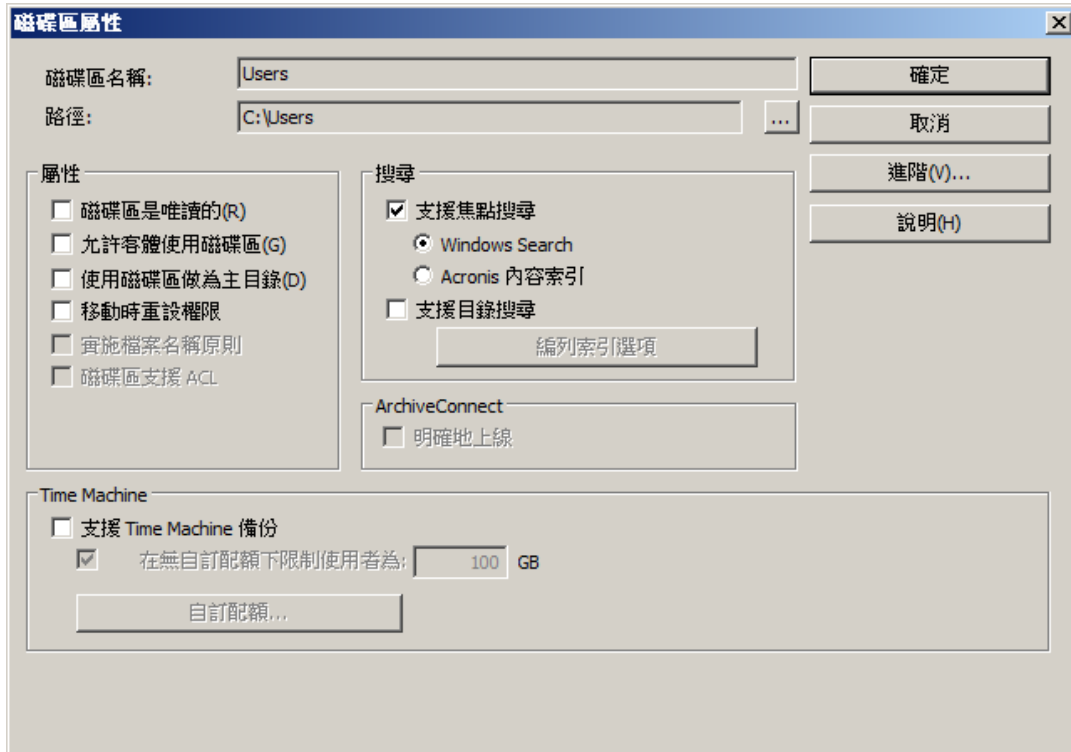 磁碟區屬性
磁碟區名稱: Users
路徑: C:\Users ...
確定
取消
進階(V)...
說明(H)
屬性
磁碟區是唯讀的(R)
允許客體使用磁碟區(G)
使用磁碟區做為主目錄(D)
移動時重設權限
實施檔案名稱原則
磁碟區支援 ACL
搜尋
支援焦點搜尋
Windows Search
Acronis 內容索引
支援目錄搜尋
編列索引選項
ArchiveConnect
明確地上線
Time Machine
支援 Time Machine 備份
在無自訂配額下限制使用者為: 100 GB
自訂配額...